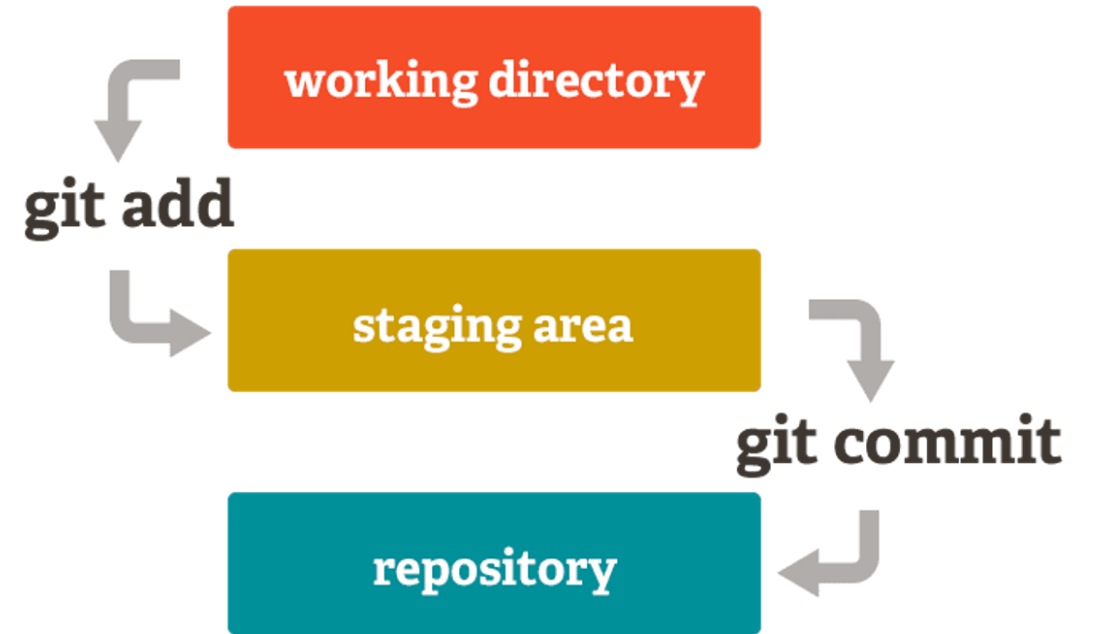 working directory
git add
staging area
git commit
repository